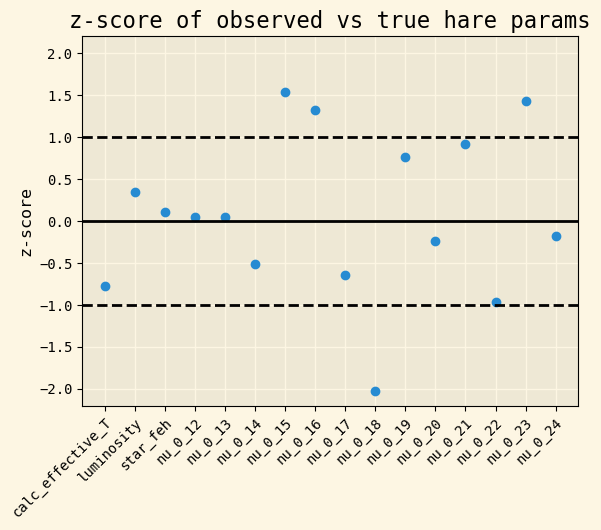 z-score of observed vs true hare params
z-score
2.0
1.5
1.0
0.5
0.0
−0.5
−1.0
−1.5
−2.0
calc_effective_T
luminosity
star_feh
nu_0_12
nu_0_13
nu_0_14
nu_0_15
nu_0_16
nu_0_17
nu_0_18
nu_0_19
nu_0_20
nu_0_21
nu_0_22
nu_0_23
nu_0_24